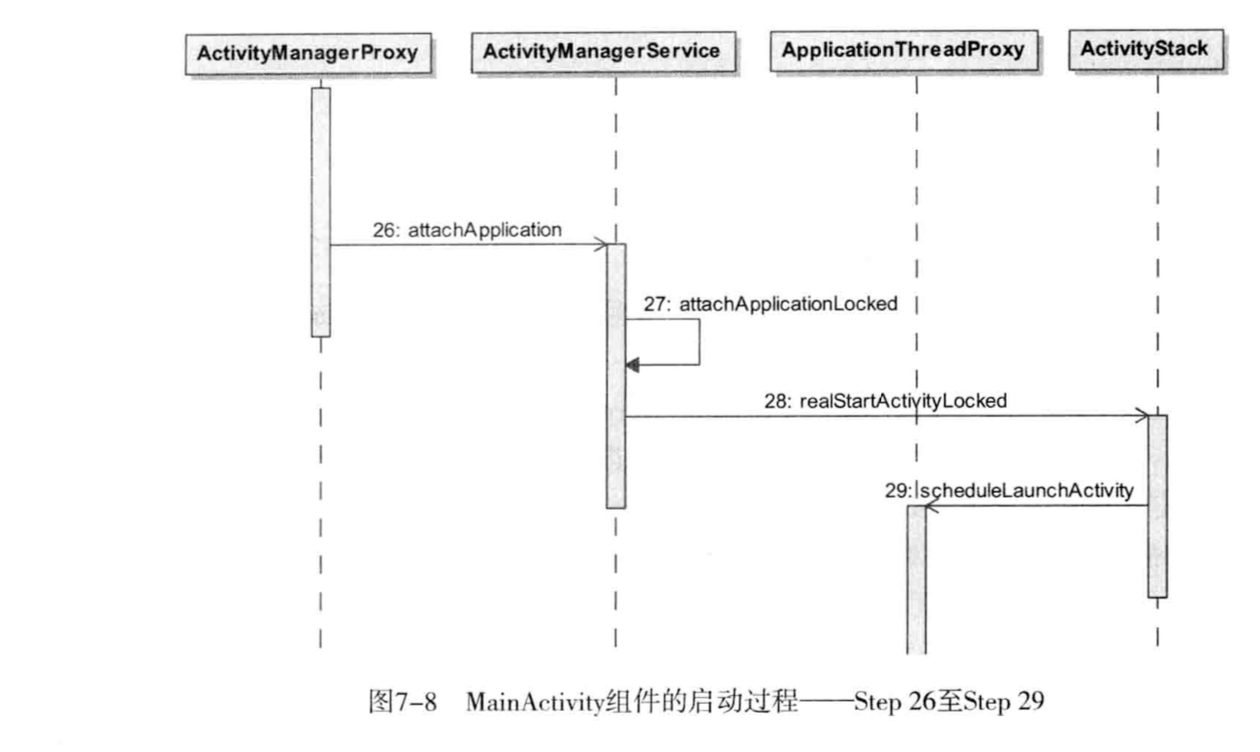 ActivityManagerProxy
ActivityManagerService
ApplicationThreadProxy
ActivityStack
26: attachApplication
27: attachApplicationLocked
28: realStartActivityLocked
29: scheduleLaunchActivity
图7-8 MainActivity组件的启动过程——Step 26至Step 29